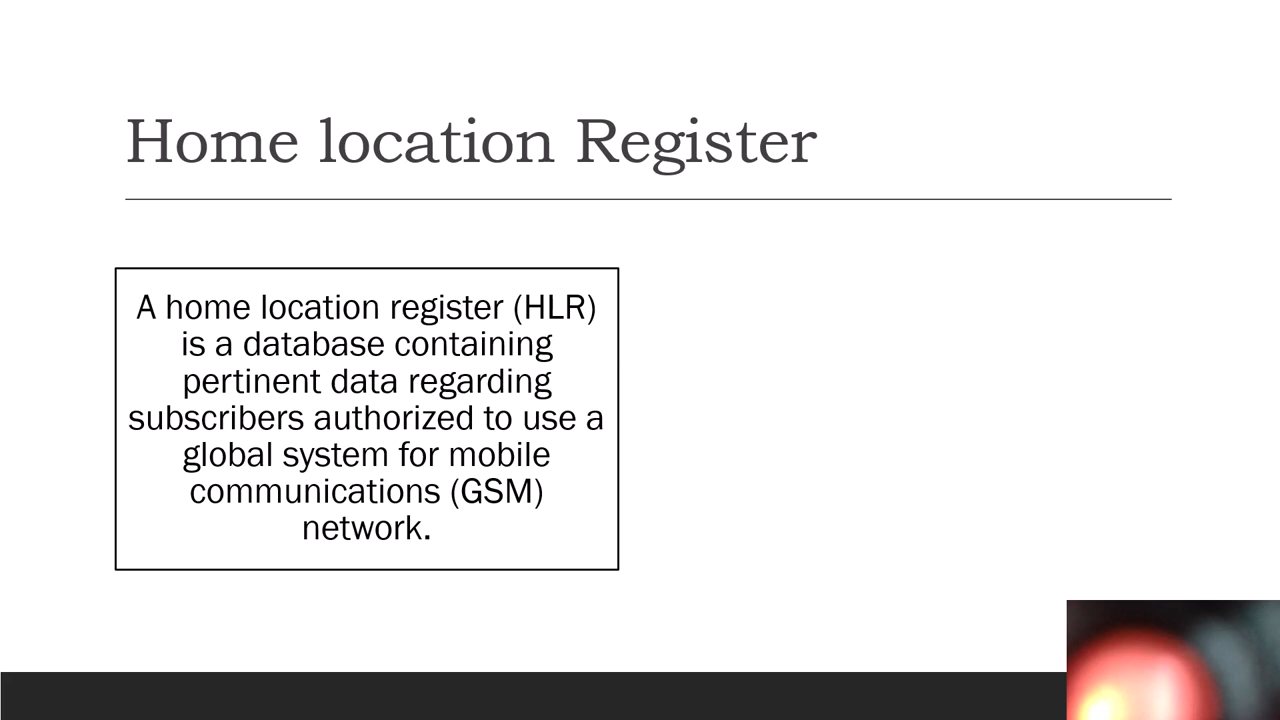 Home location Register
A home location register (HLR)
is a database containing
pertinent data regarding
subscribers authorized to use a
global system for mobile
communications (GSM)
network.